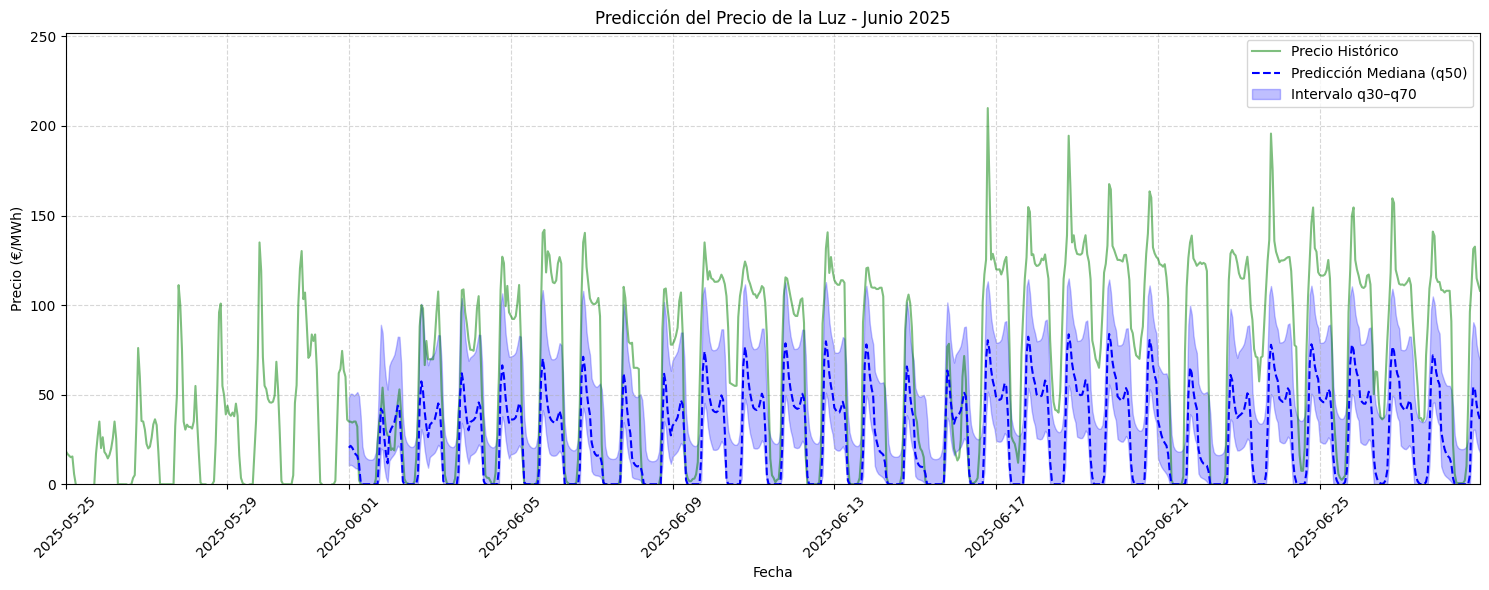 Predicción del Precio de la Luz - Junio 2025
Precio (€/MWh)
250
200
150
100
50
0
Precio Histórico
Predicción Mediana (q50)
Intervalo q30–q70
2025-05-25
2025-05-29
2025-06-01
2025-06-05
2025-06-09
2025-06-13
2025-06-17
2025-06-21
2025-06-25
Fecha